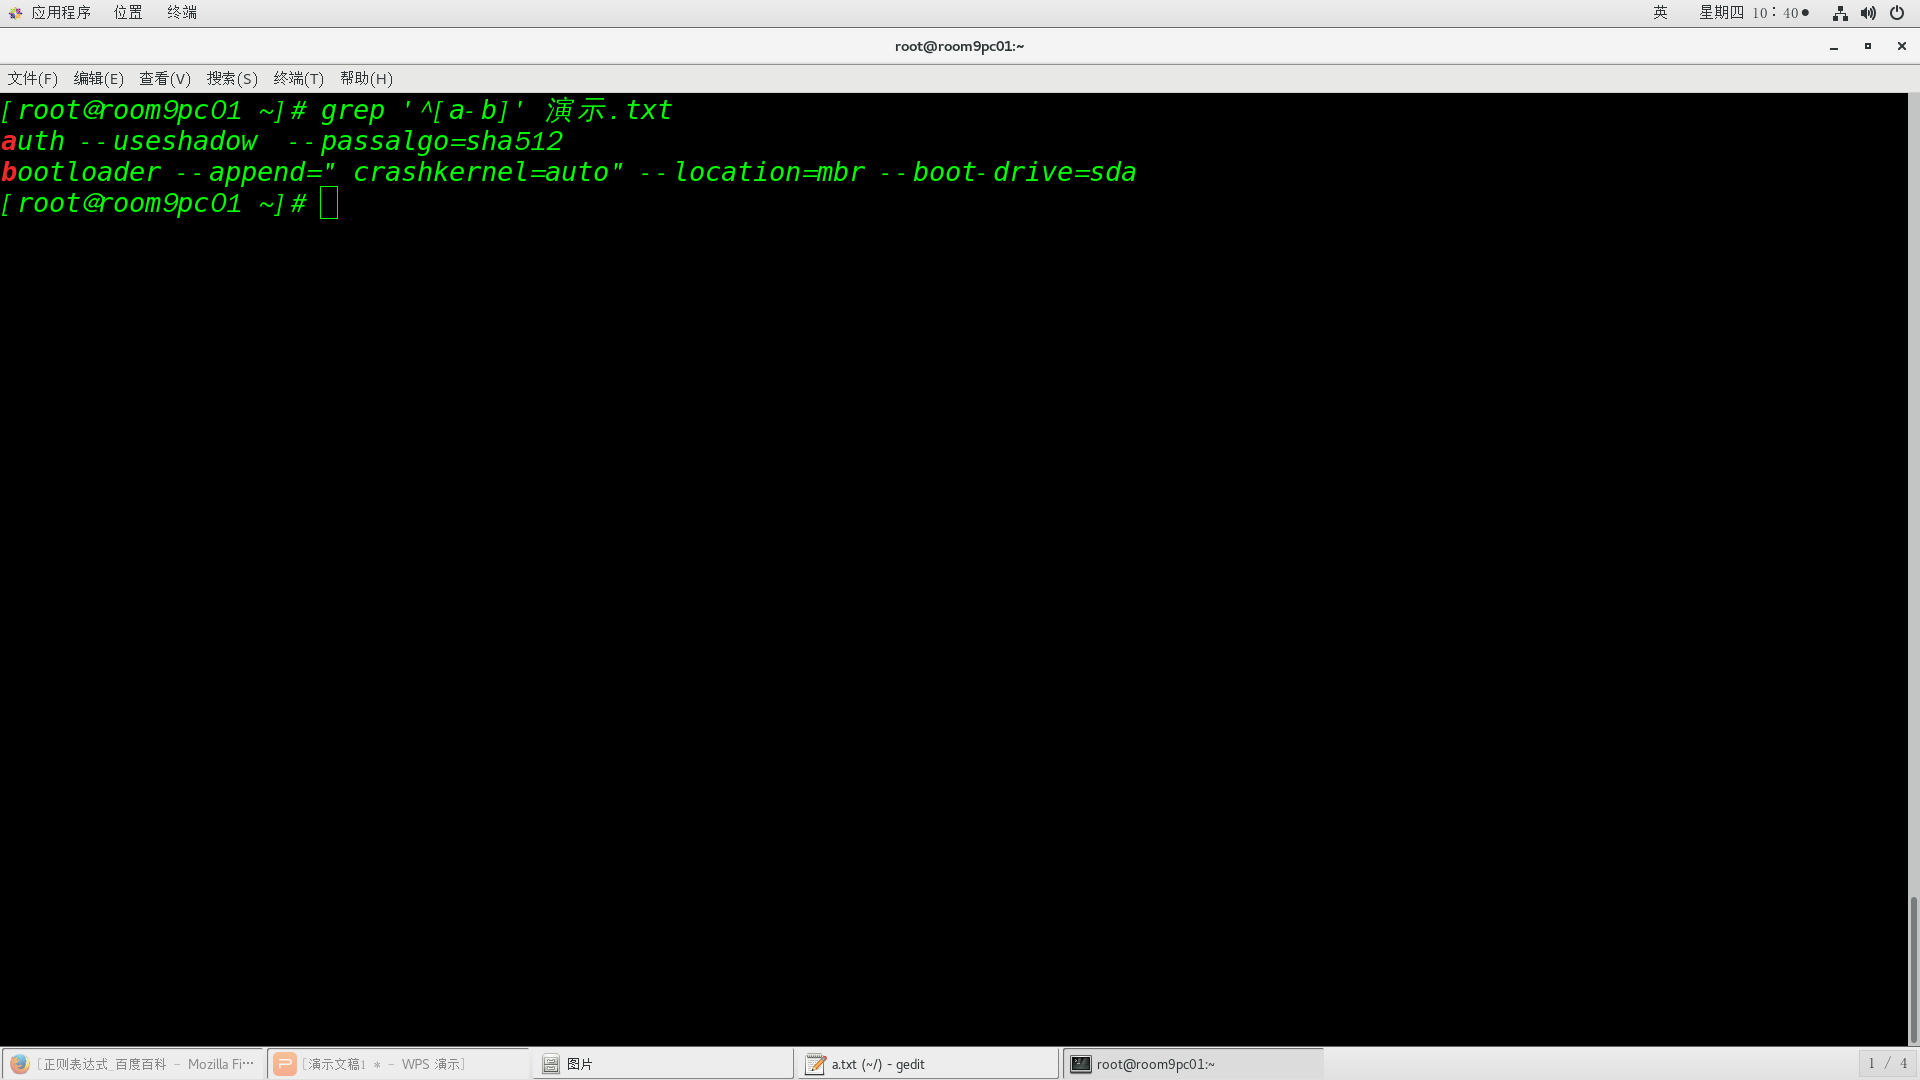 应用程序 位置 终端 英 星期四 10：40
root@room9pc01:~
文件(F) 编辑(E) 查看(V) 搜索(S) 终端(T) 帮助(H)
[root@room9pc01 ~]# grep '^[a-b]' 演示.txt
auth --useshadow  --passalgo=sha512
bootloader --append=" crashkernel=auto" --location=mbr --boot-drive=sda
[root@room9pc01 ~]#
[正则表达式_百度百科 - Mozilla Fi… [演示文稿1 * - WPS 演示] 图片 a.txt (~/) - gedit root@room9pc01:~ 1 / 4